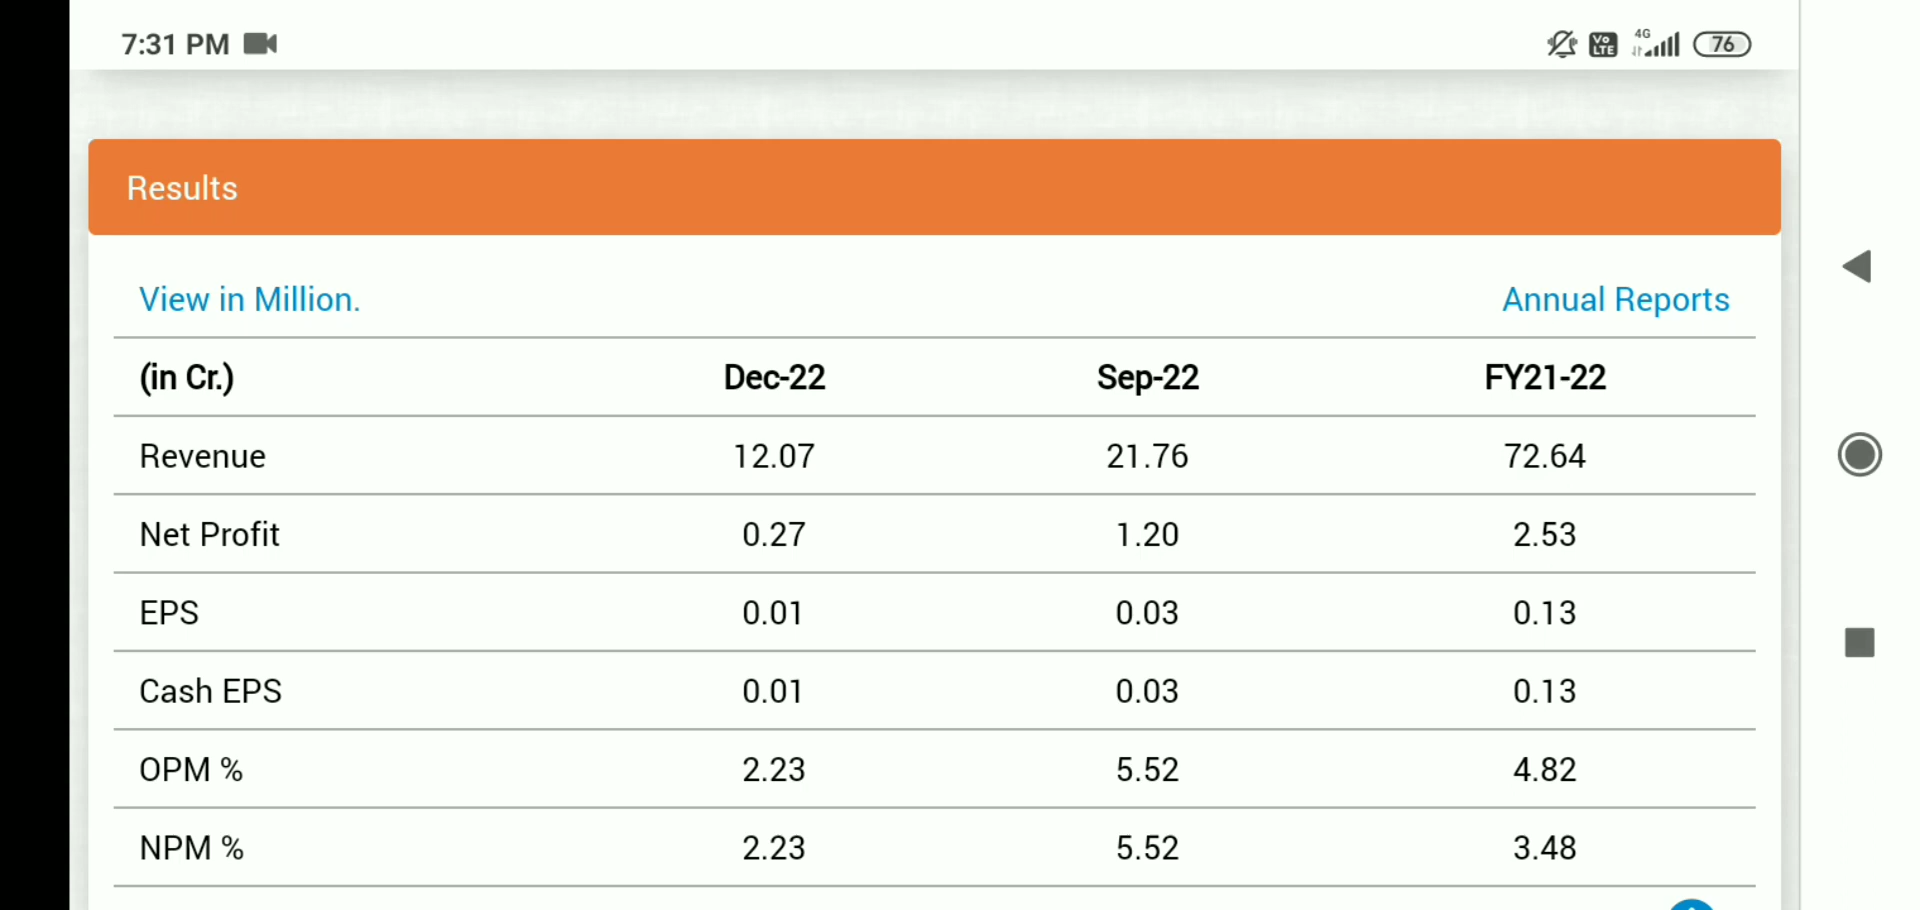 7:31 PM Vo LTE 4G 76
Results
View in Million. Annual Reports
(in Cr.) Dec-22 Sep-22 FY21-22
Revenue 12.07 21.76 72.64
Net Profit 0.27 1.20 2.53
EPS 0.01 0.03 0.13
Cash EPS 0.01 0.03 0.13
OPM % 2.23 5.52 4.82
NPM % 2.23 5.52 3.48